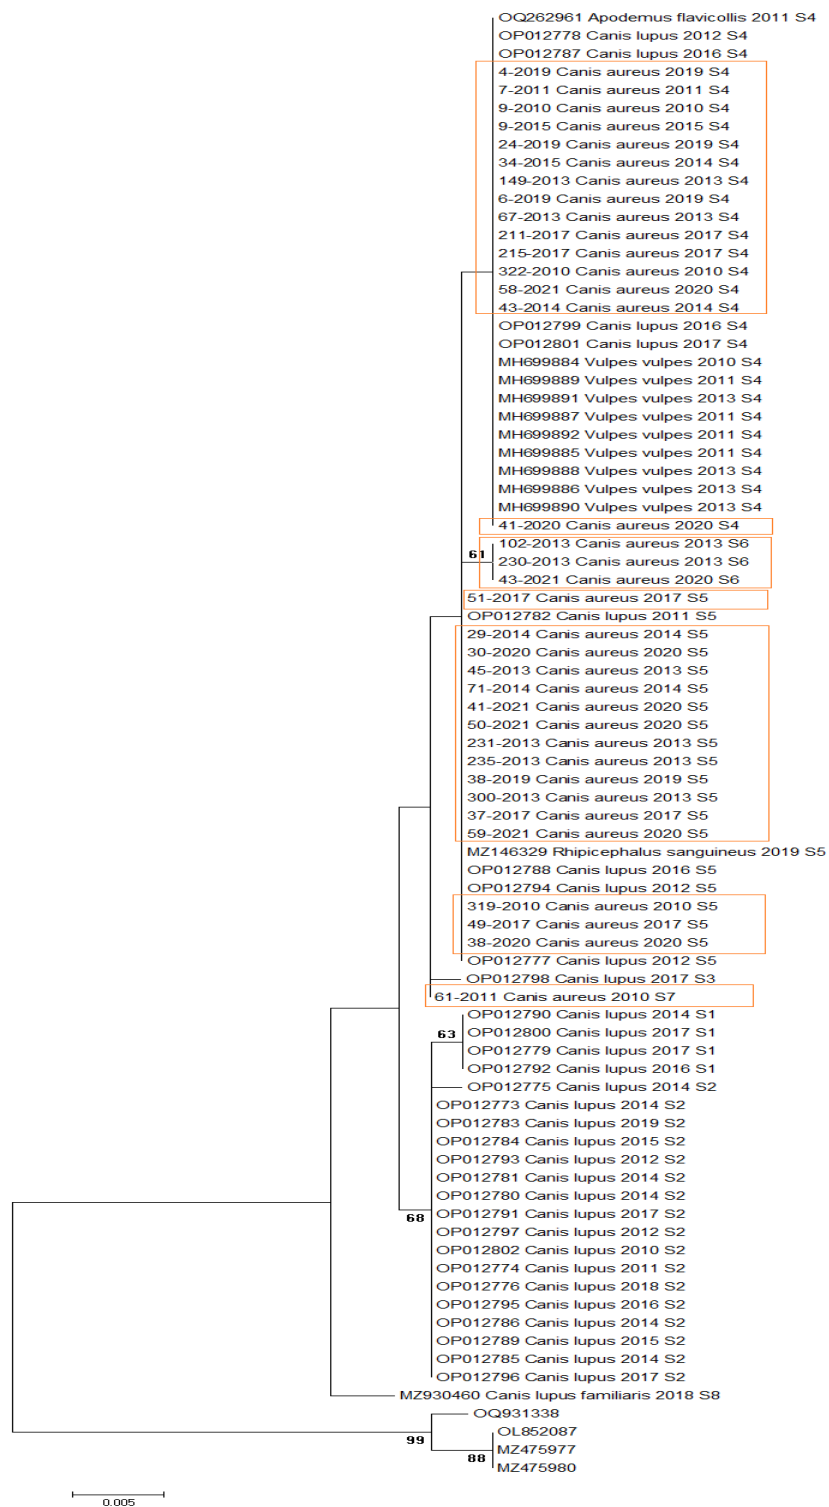 OQ262961 Apodemus flavicollis 2011 S4
OP012778 Canis lupus 2012 S4
OP012787 Canis lupus 2016 S4
4-2019 Canis aureus 2019 S4
7-2011 Canis aureus 2011 S4
9-2010 Canis aureus 2010 S4
9-2015 Canis aureus 2015 S4
24-2019 Canis aureus 2019 S4
34-2015 Canis aureus 2014 S4
149-2013 Canis aureus 2013 S4
6-2019 Canis aureus 2019 S4
67-2013 Canis aureus 2013 S4
211-2017 Canis aureus 2017 S4
215-2017 Canis aureus 2017 S4
322-2010 Canis aureus 2010 S4
58-2021 Canis aureus 2020 S4
43-2014 Canis aureus 2014 S4
OP012799 Canis lupus 2016 S4
OP012801 Canis lupus 2017 S4
MH699884 Vulpes vulpes 2010 S4
MH699889 Vulpes vulpes 2011 S4
MH699891 Vulpes vulpes 2013 S4
MH699887 Vulpes vulpes 2011 S4
MH699892 Vulpes vulpes 2011 S4
MH699885 Vulpes vulpes 2011 S4
MH699888 Vulpes vulpes 2013 S4
MH699886 Vulpes vulpes 2013 S4
MH699890 Vulpes vulpes 2013 S4
41-2020 Canis aureus 2020 S4
102-2013 Canis aureus 2013 S6
61
230-2013 Canis aureus 2013 S6
43-2021 Canis aureus 2020 S6
51-2017 Canis aureus 2017 S5
OP012782 Canis lupus 2011 S5
29-2014 Canis aureus 2014 S5
30-2020 Canis aureus 2020 S5
45-2013 Canis aureus 2013 S5
71-2014 Canis aureus 2014 S5
41-2021 Canis aureus 2020 S5
50-2021 Canis aureus 2020 S5
231-2013 Canis aureus 2013 S5
235-2013 Canis aureus 2013 S5
38-2019 Canis aureus 2019 S5
300-2013 Canis aureus 2013 S5
37-2017 Canis aureus 2017 S5
59-2021 Canis aureus 2020 S5
MZ146329 Rhipicephalus sanguineus 2019 S5
OP012788 Canis lupus 2016 S5
OP012794 Canis lupus 2012 S5
319-2010 Canis aureus 2010 S5
49-2017 Canis aureus 2017 S5
38-2020 Canis aureus 2020 S5
OP012777 Canis lupus 2012 S5
OP012798 Canis lupus 2017 S3
61-2011 Canis aureus 2010 S7
OP012790 Canis lupus 2014 S1
63
OP012800 Canis lupus 2017 S1
OP012779 Canis lupus 2017 S1
OP012792 Canis lupus 2016 S1
OP012775 Canis lupus 2014 S2
OP012773 Canis lupus 2014 S2
OP012783 Canis lupus 2019 S2
OP012784 Canis lupus 2015 S2
OP012793 Canis lupus 2012 S2
OP012781 Canis lupus 2014 S2
OP012780 Canis lupus 2014 S2
OP012791 Canis lupus 2017 S2
68
OP012797 Canis lupus 2012 S2
OP012802 Canis lupus 2010 S2
OP012774 Canis lupus 2011 S2
OP012776 Canis lupus 2018 S2
OP012795 Canis lupus 2016 S2
OP012786 Canis lupus 2014 S2
OP012789 Canis lupus 2015 S2
OP012785 Canis lupus 2014 S2
OP012796 Canis lupus 2017 S2
MZ930460 Canis lupus familiaris 2018 S8
OQ931338
99
OL852087
MZ475977
88
MZ475980
0.005